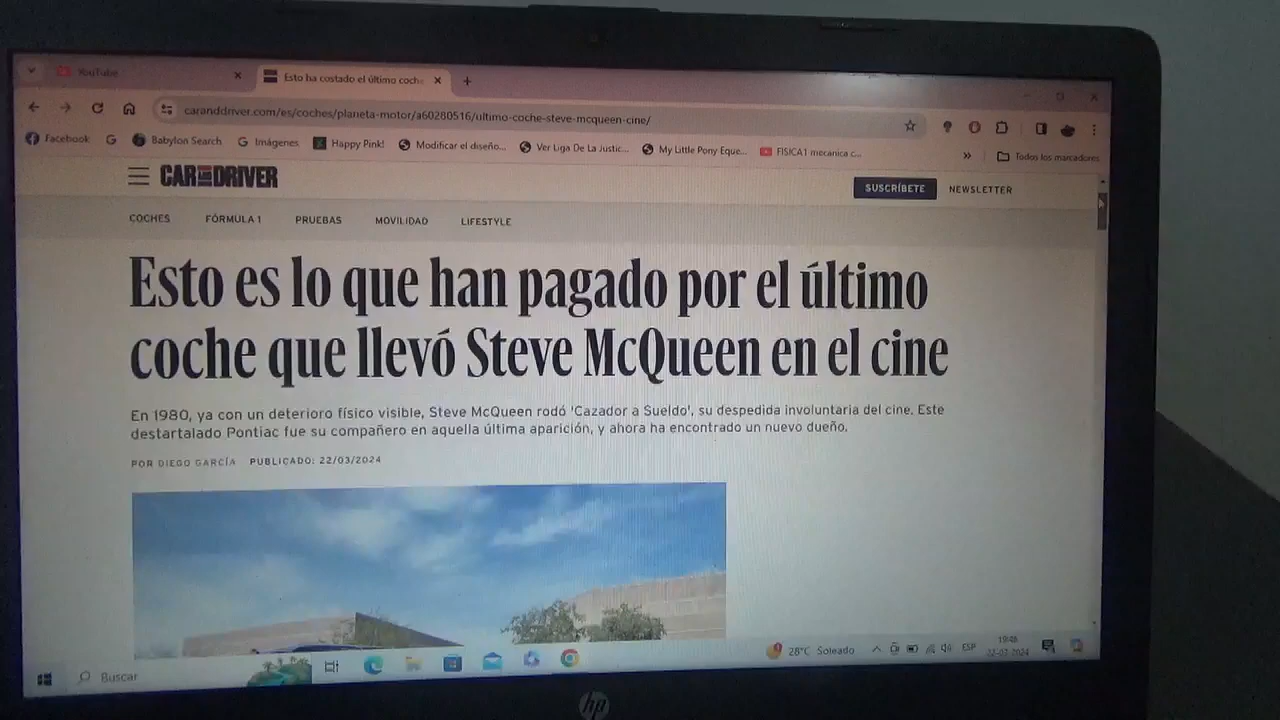 YouTube
Esto ha costado el último coch
caranddriver.com/es/coches/planeta-motor/a60280516/ultimo-coche-steve-mcqueen-cine/
Facebook
Babylon Search
Imágenes
Happy Pink!
Modificar el diseño...
Ver Liga De La Justic...
My Little Pony Eque...
FISICA1 mecanica c...
Todos los marcadores
CAR AND DRIVER
SUSCRÍBETE
NEWSLETTER
COCHES
FÓRMULA 1
PRUEBAS
MOVILIDAD
LIFESTYLE
Esto es lo que han pagado por el último
coche que llevó Steve McQueen en el cine
En 1980, ya con un deterioro físico visible, Steve McQueen rodó 'Cazador a Sueldo', su despedida involuntaria del cine. Este
destartalado Pontiac fue su compañero en aquella última aparición, y ahora ha encontrado un nuevo dueño.
POR DIEGO GARCÍA PUBLICADO: 22/03/2024
Buscar
28°C Soleado
ESP
22-03-2024
hp